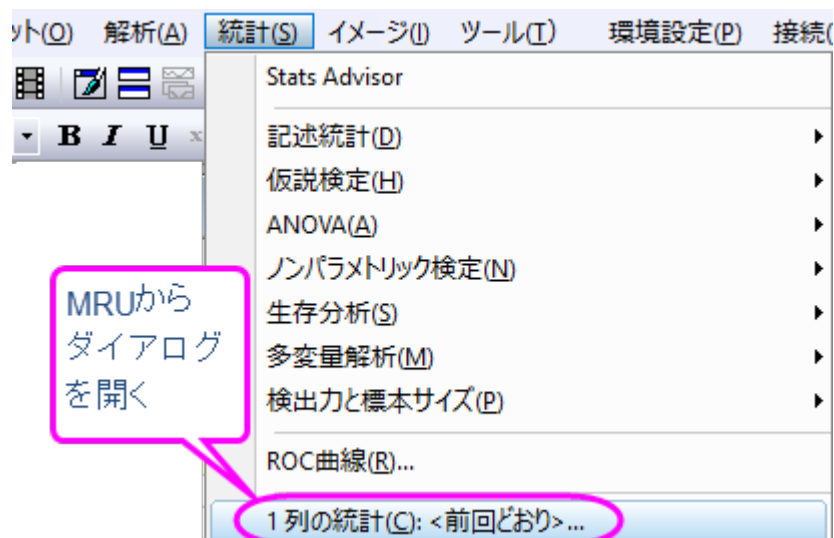 ット(O) 解析(A) 統計(S) イメージ(I) ツール(T) 環境設定(P) 接続(
B I U x
Stats Advisor
記述統計(D)
仮説検定(H)
ANOVA(A)
ノンパラメトリック検定(N)
生存分析(S)
多変量解析(M)
検出力と標本サイズ(P)
ROC曲線(R)...
1 列の統計(C): <前回どおり>...
MRUから
ダイアログ
を開く